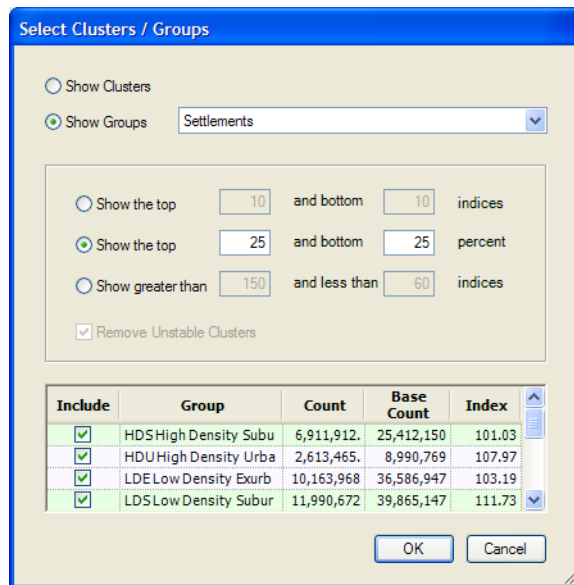 Select Clusters / Groups
Show Clusters
Show Groups Settlements
Show the top 10 and bottom 10 indices
Show the top 25 and bottom 25 percent
Show greater than 150 and less than 60 indices
Remove Unstable Clusters
Include Group Count Base Count Index
HDS High Density Subu 6,911,912. 25,412,150 101.03
HDU High Density Urba 2,613,465. 8,990,769 107.97
LDE Low Density Exurb 10,163,968 36,586,947 103.19
LDS Low Density Subur 11,990,672 39,865,147 111.73
OK Cancel